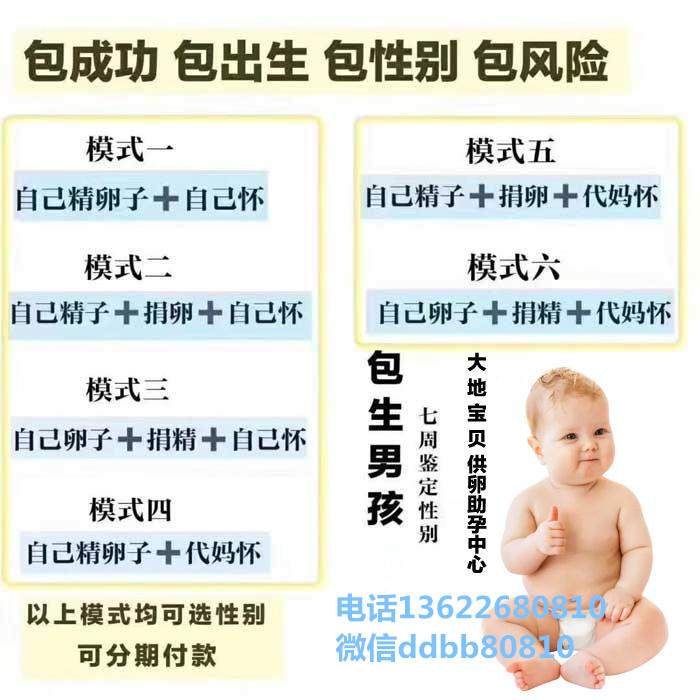 包成功 包出生 包性别 包风险
模式一
自己精卵子+自己怀
模式二
自己精子+捐卵+自己怀
模式三
自己卵子+捐精+自己怀
模式四
自己精卵子+代妈怀
以上模式均可选性别
可分期付款
模式五
自己精子+捐卵+代妈怀
模式六
自己卵子+捐精+代妈怀
包生男孩
七周鉴定性别
大地宝贝供卵助孕中心
电话13622680810
微信ddbb80810